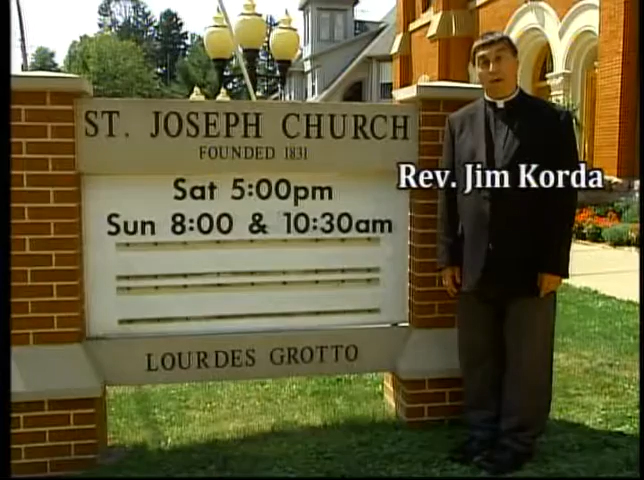 ST. JOSEPH CHURCH
FOUNDED 1831
Sat 5:00pm
Sun 8:00 & 10:30am
LOURDES GROTTO
Rev. Jim Korda